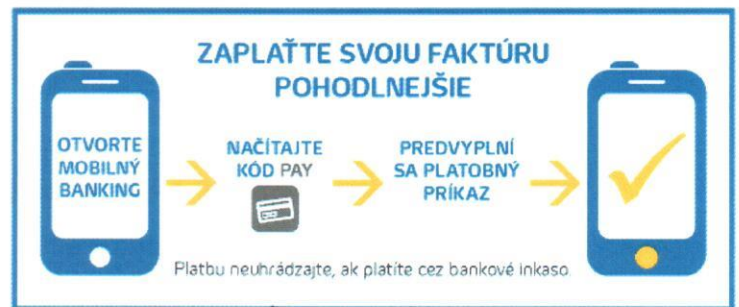 ZAPLAŤTE SVOJU FAKTÚRU
POHODLNEJŠIE
OTVORTE
MOBILNÝ
BANKING
NAČÍTAJTE
KÓD PAY
PREDVYPLNÍ
SA PLATOBNÝ
PRÍKAZ
Platbu neuhrádzajte, ak platíte cez bankové inkaso.